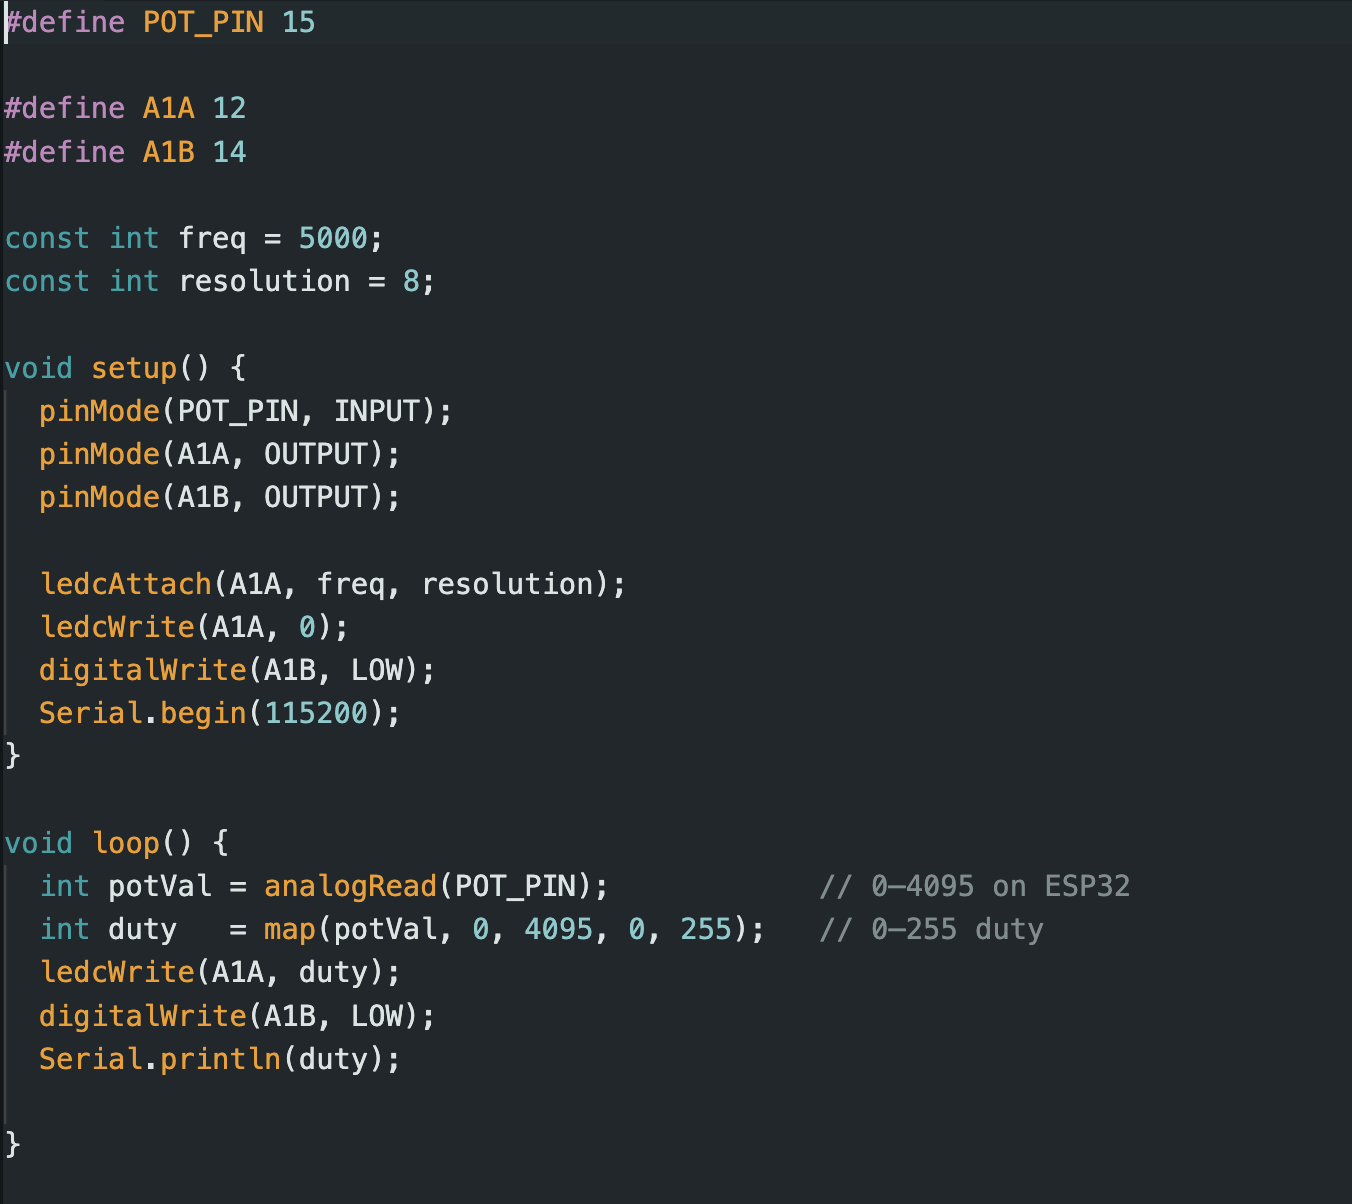 #define POT_PIN 15
#define A1A 12
#define A1B 14
const int freq = 5000;
const int resolution = 8;
void setup() {
  pinMode(POT_PIN, INPUT);
  pinMode(A1A, OUTPUT);
  pinMode(A1B, OUTPUT);
  ledcAttach(A1A, freq, resolution);
  ledcWrite(A1A, 0);
  digitalWrite(A1B, LOW);
  Serial.begin(115200);
}
void loop() {
  int potVal = analogRead(POT_PIN);            // 0–4095 on ESP32
  int duty   = map(potVal, 0, 4095, 0, 255);   // 0–255 duty
  ledcWrite(A1A, duty);
  digitalWrite(A1B, LOW);
  Serial.println(duty);
}